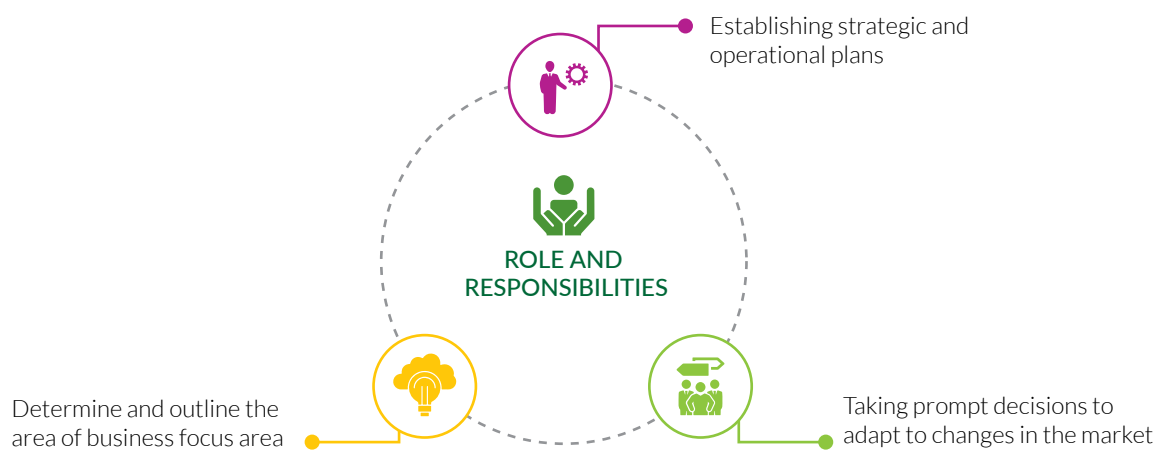 Establishing strategic and
operational plans
ROLE AND
RESPONSIBILITIES
Determine and outline the
area of business focus area
Taking prompt decisions to
adapt to changes in the market